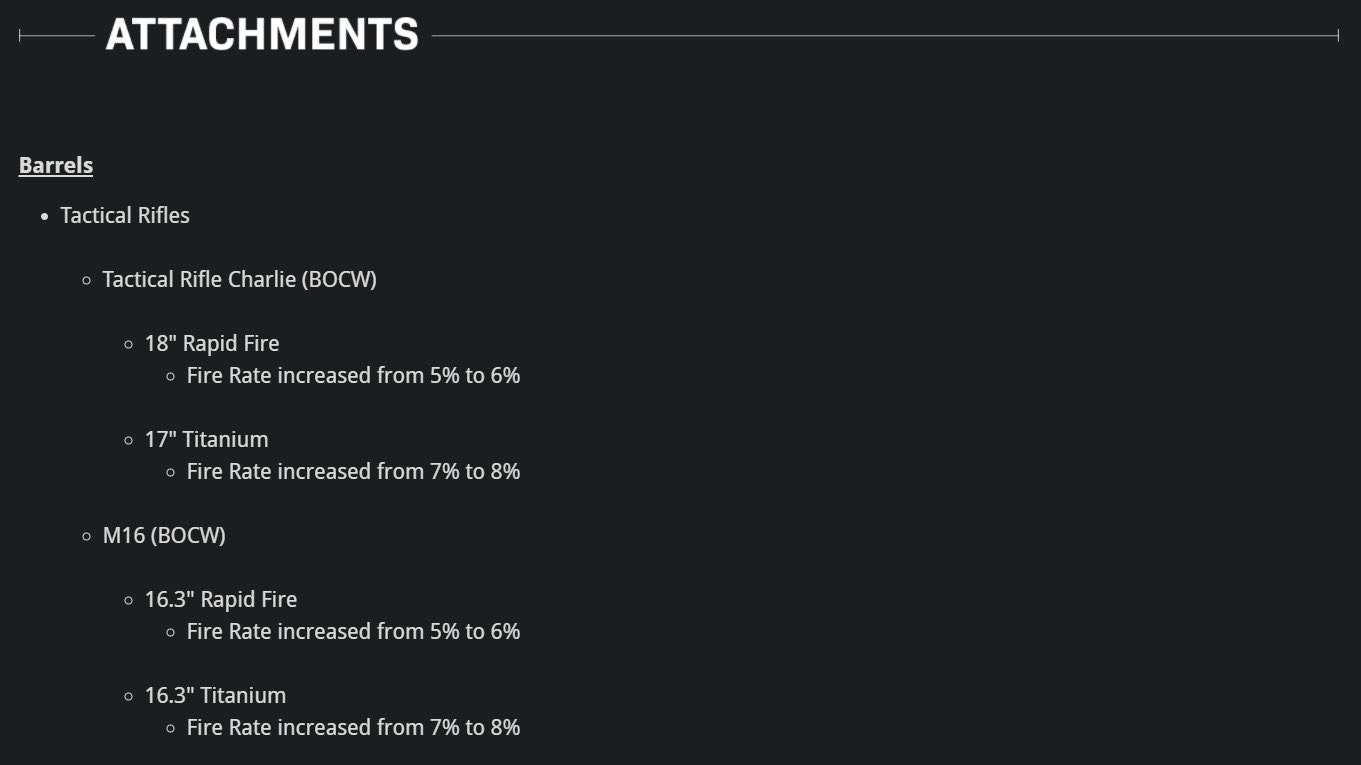 ATTACHMENTS
Barrels
Tactical Rifles
Tactical Rifle Charlie (BOCW)
18" Rapid Fire
Fire Rate increased from 5% to 6%
17" Titanium
Fire Rate increased from 7% to 8%
M16 (BOCW)
16.3" Rapid Fire
Fire Rate increased from 5% to 6%
16.3" Titanium
Fire Rate increased from 7% to 8%